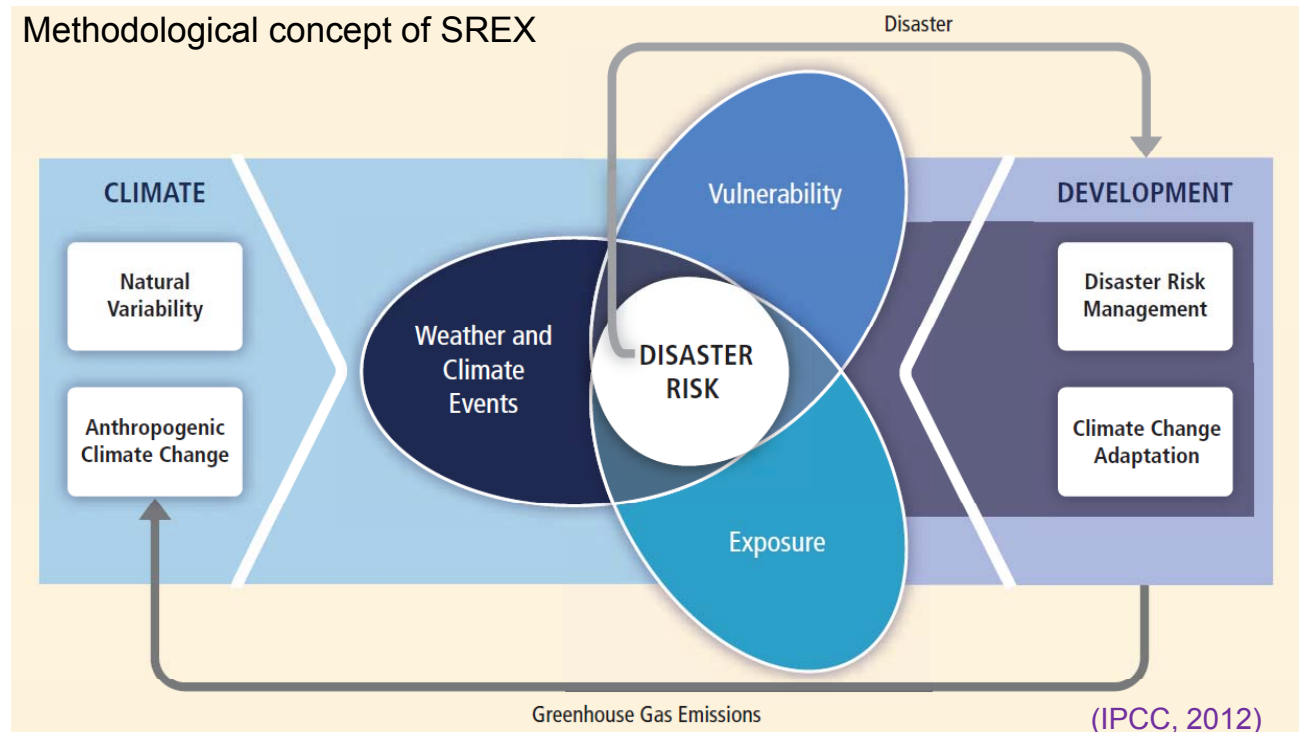 Methodological concept of SREX
Disaster
CLIMATE
Natural
Variability
Anthropogenic
Climate Change
Weather and
Climate
Events
Vulnerability
DISASTER
RISK
Exposure
DEVELOPMENT
Disaster Risk
Management
Climate Change
Adaptation
Greenhouse Gas Emissions
(IPCC, 2012)